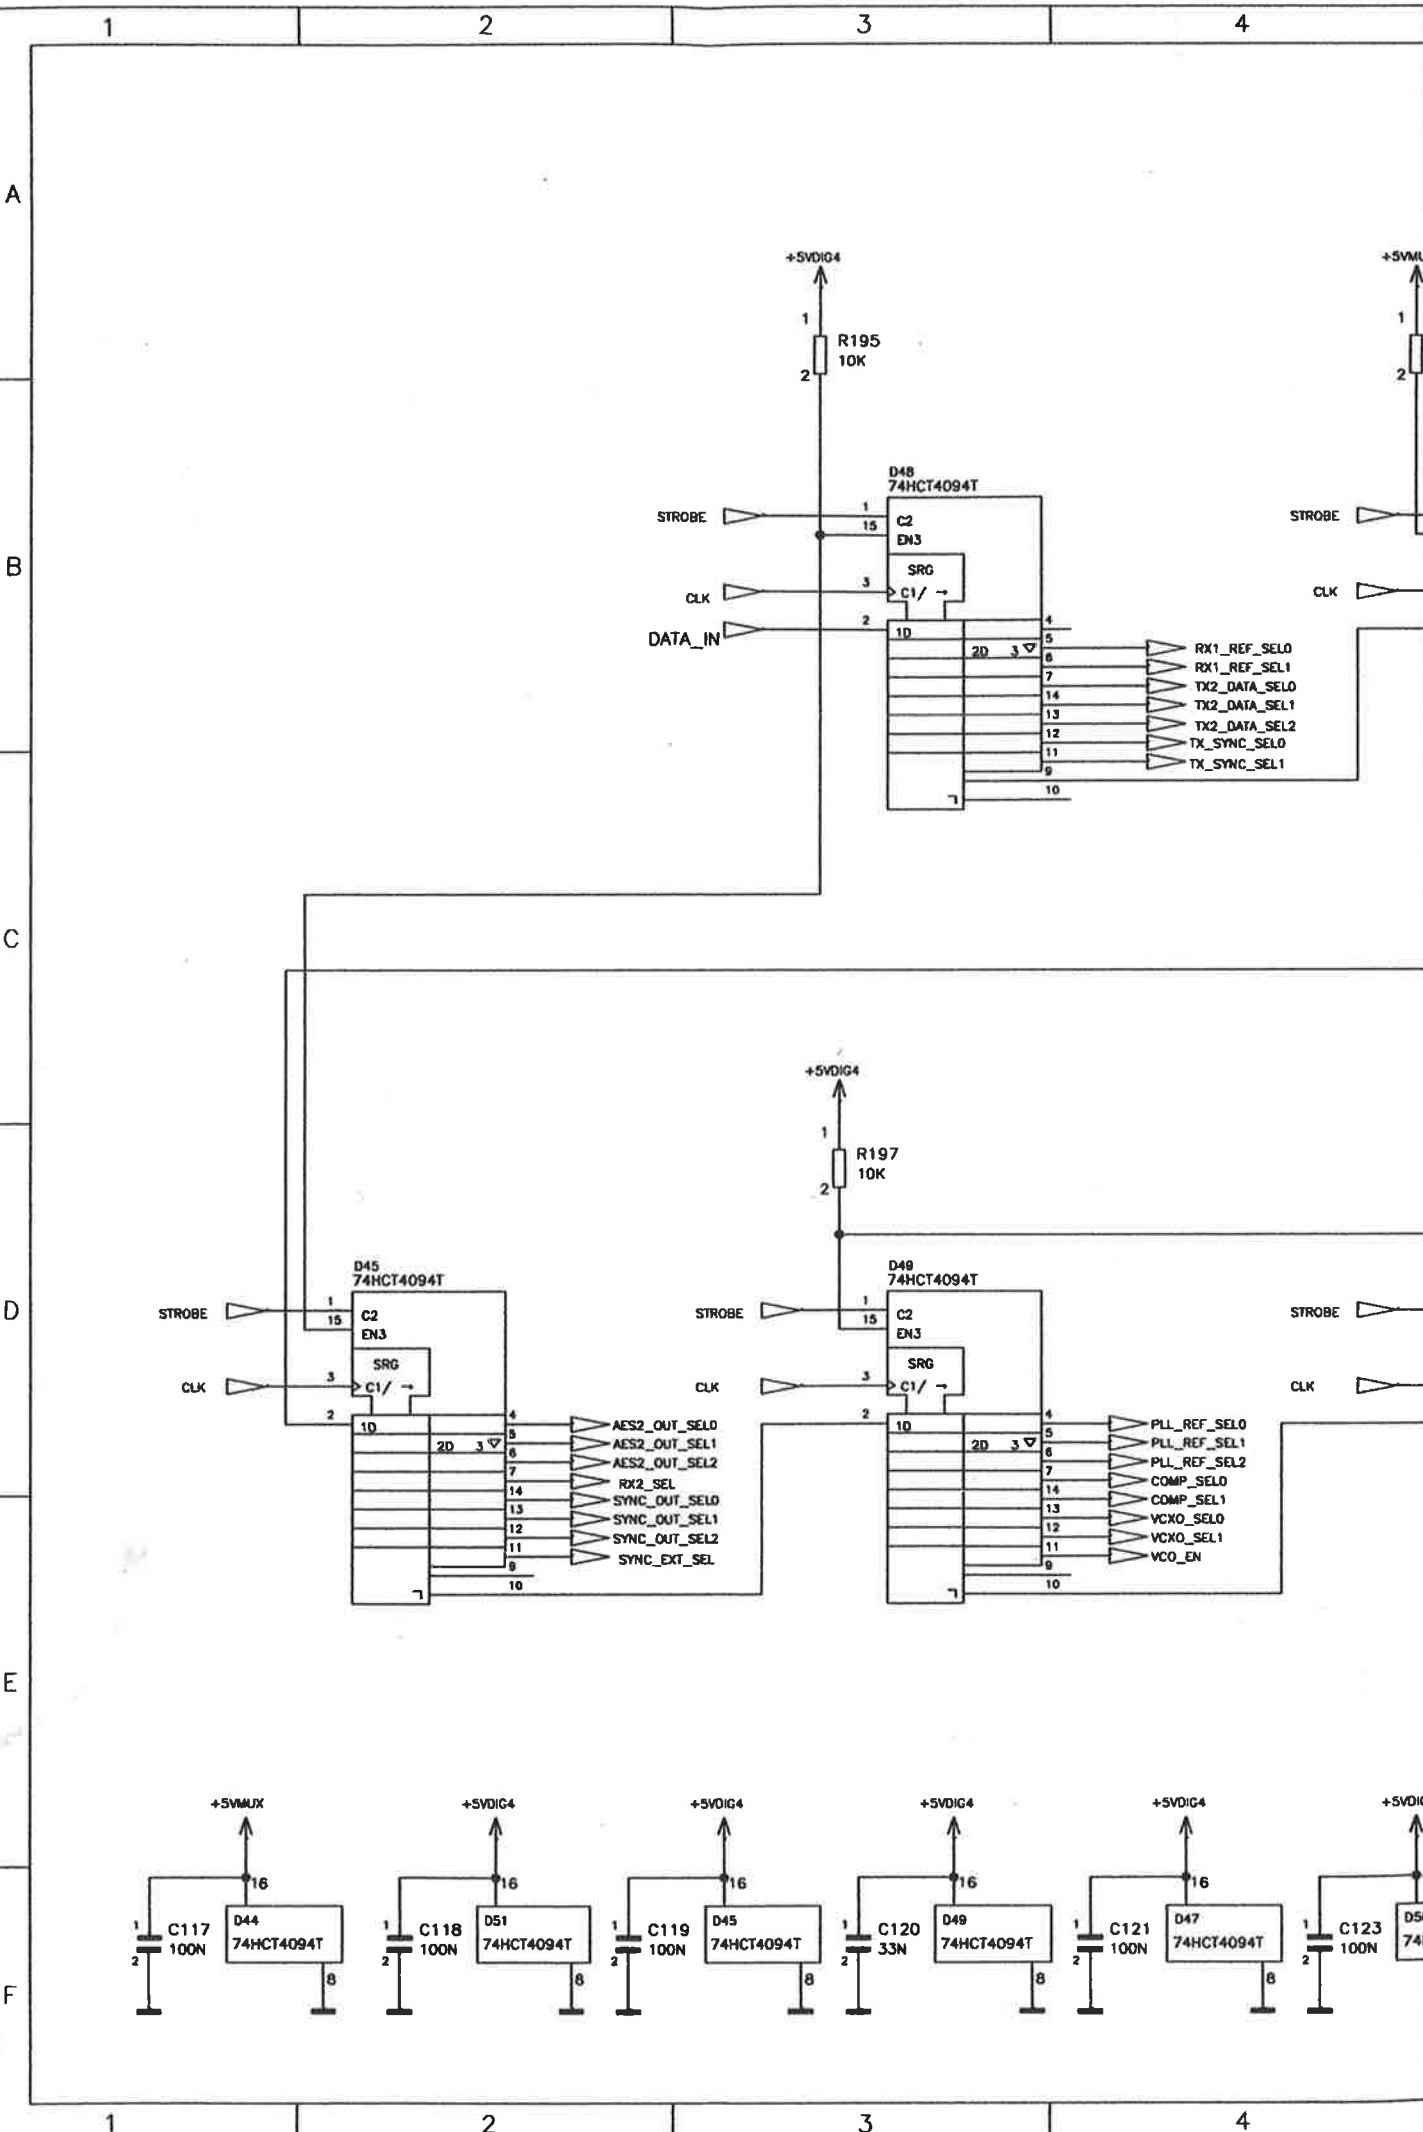 1 2 3 4
A
+5VDIG4
1
R195
10K
2
1
2
D48
74HCT4094T
STROBE
1
15
C2
EN3
SRG
CLK
3
C1/
DATA_IN
2
1D
2D 3
4
5
6
7
14
13
12
11
9
10
RX1_REF_SEL0
RX1_REF_SEL1
TX2_DATA_SEL0
TX2_DATA_SEL1
TX2_DATA_SEL2
TX_SYNC_SEL0
TX_SYNC_SEL1
STROBE
CLK
B
C
+5VDIG4
1
R197
10K
2
D
D45
74HCT4094T
STROBE
1
15
C2
EN3
SRG
CLK
3
C1/
2
1D
2D 3
4
5
6
7
14
13
12
11
9
10
AES2_OUT_SEL0
AES2_OUT_SEL1
AES2_OUT_SEL2
RX2_SEL
SYNC_OUT_SEL0
SYNC_OUT_SEL1
SYNC_OUT_SEL2
SYNC_EXT_SEL
D49
74HCT4094T
STROBE
1
15
C2
EN3
SRG
CLK
3
C1/
2
1D
2D 3
4
5
6
7
14
13
12
11
9
10
PLL_REF_SEL0
PLL_REF_SEL1
PLL_REF_SEL2
COMP_SEL0
COMP_SEL1
VCXO_SEL0
VCXO_SEL1
VCO_EN
STROBE
CLK
E
+5VMUX
16
1
C117
100N
2
D44
74HCT4094T
8
+5VDIG4
16
1
C118
100N
2
D51
74HCT4094T
8
+5VDIG4
16
1
C119
100N
2
D45
74HCT4094T
8
+5VDIG4
16
1
C120
33N
2
D49
74HCT4094T
8
+5VDIG4
16
1
C121
100N
2
D47
74HCT4094T
8
1
C123
100N
2
F
1 2 3 4